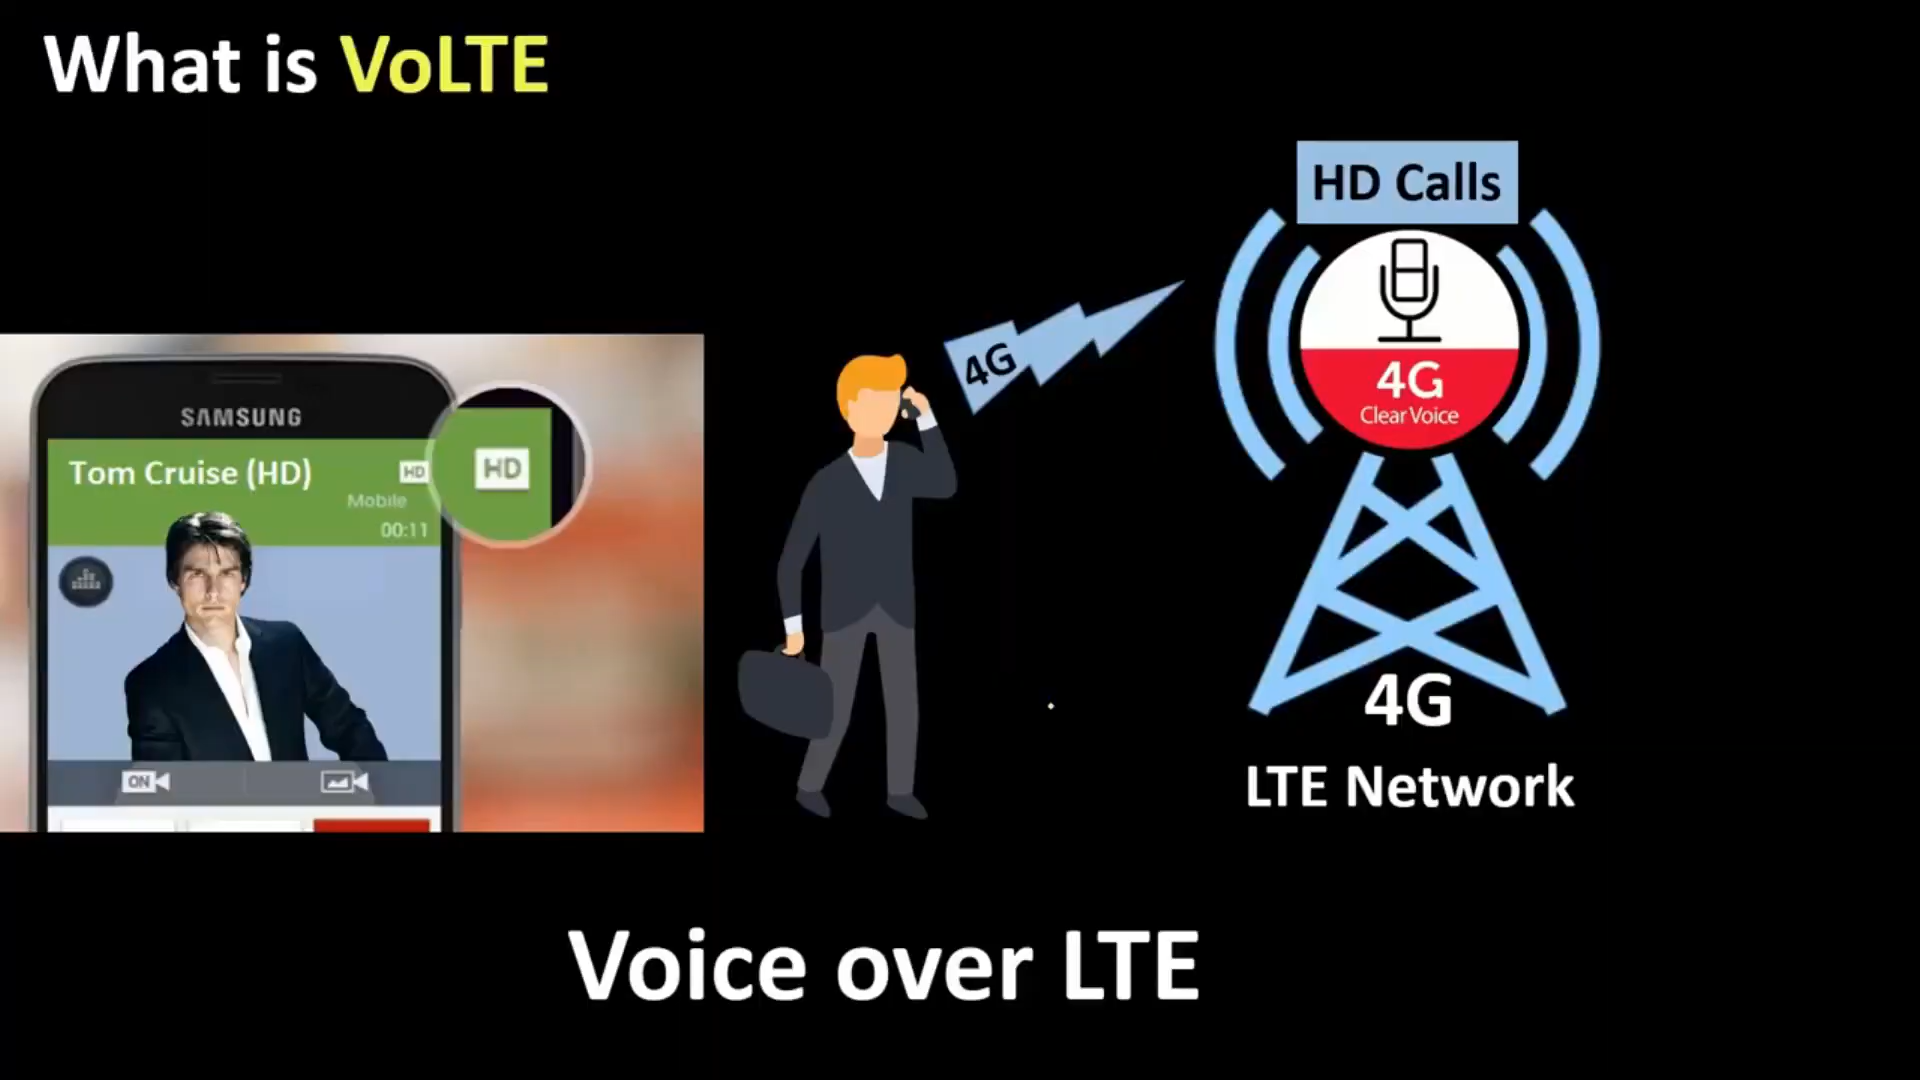 What is VoLTE
HD Calls
4G
4G
Clear Voice
SAMSUNG
Tom Cruise (HD)
HD
HD
Mobile
00:11
ON
4G
LTE Network
Voice over LTE